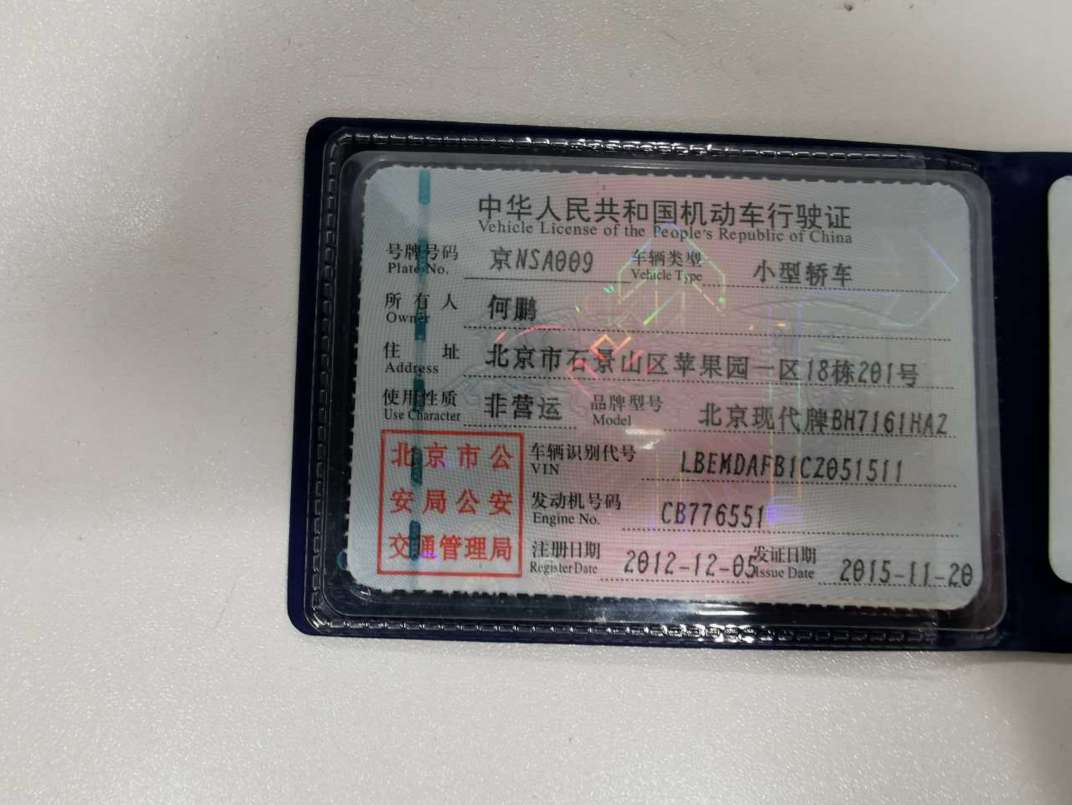 中华人民共和国机动车行驶证
Vehicle License of the People's Republic of China
号牌号码 京NSA009 车辆类型 小型轿车
Plate No. Vehicle Type
所有人 何鹏
Owner
住址 北京市石景山区苹果园一区18栋201号
Address
使用性质 非营运 品牌型号 北京现代牌BH7161HAZ
Use Character Model
北京市公
安局公安
交通管理局
车辆识别代号 LBEMDAFB1CZ051511
VIN
发动机号码 CB776551
Engine No.
注册日期 2012-12-05 发证日期 2015-11-20
Register Date Issue Date